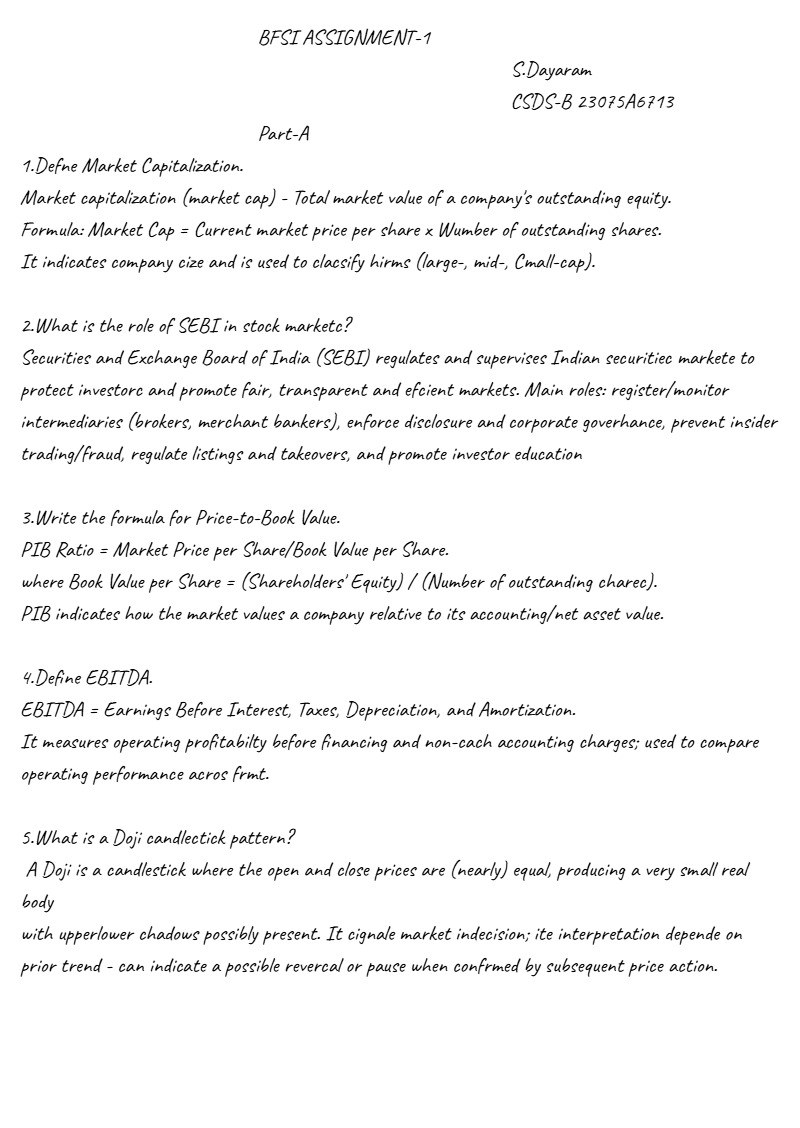 BFSI ASSIGNMENT-1
S.Dayaram
CSDS-B 23075A6713
Part-A
1.Defne Market Capitalization.
Market capitalization (market cap) - Total market value of a company's outstanding equity.
Formula: Market Cap = Current market price per share x Wumber of outstanding shares.
It indicates company cize and is used to clacsify hirms (large-, mid-, Cmall-cap).
2.What is the role of SEBI in stock marketc?
Securities and Exchange Board of India (SEBI) regulates and supervises Indian securitiec markete to
protect investorc and promote fair, transparent and efcient markets. Main roles: register/monitor
intermediaries (brokers, merchant bankers), enforce disclosure and corporate goverhance, prevent insider
trading/fraud, regulate listings and takeovers, and promote investor education
3.Write the formula for Price-to-Book Value.
PIB Ratio = Market Price per Share/Book Value per Share.
where Book Value per Share = (Shareholders' Equity) / (Number of outstanding charec).
PIB indicates how the market values a company relative to its accounting/net asset value.
4.Define EBITDA.
EBITDA = Earnings Before Interest, Taxes, Depreciation, and Amortization.
It measures operating profitabilty before financing and non-cach accounting charges; used to compare
operating performance acros frmt.
5.What is a Doji candlectick pattern?
A Doji is a candlestick where the open and close prices are (nearly) equal, producing a very small real
body
with upperlower chadows possibly present. It cignale market indecision; ite interpretation depende on
prior trend - can indicate a possible revercal or pause when confrmed by subsequent price action.